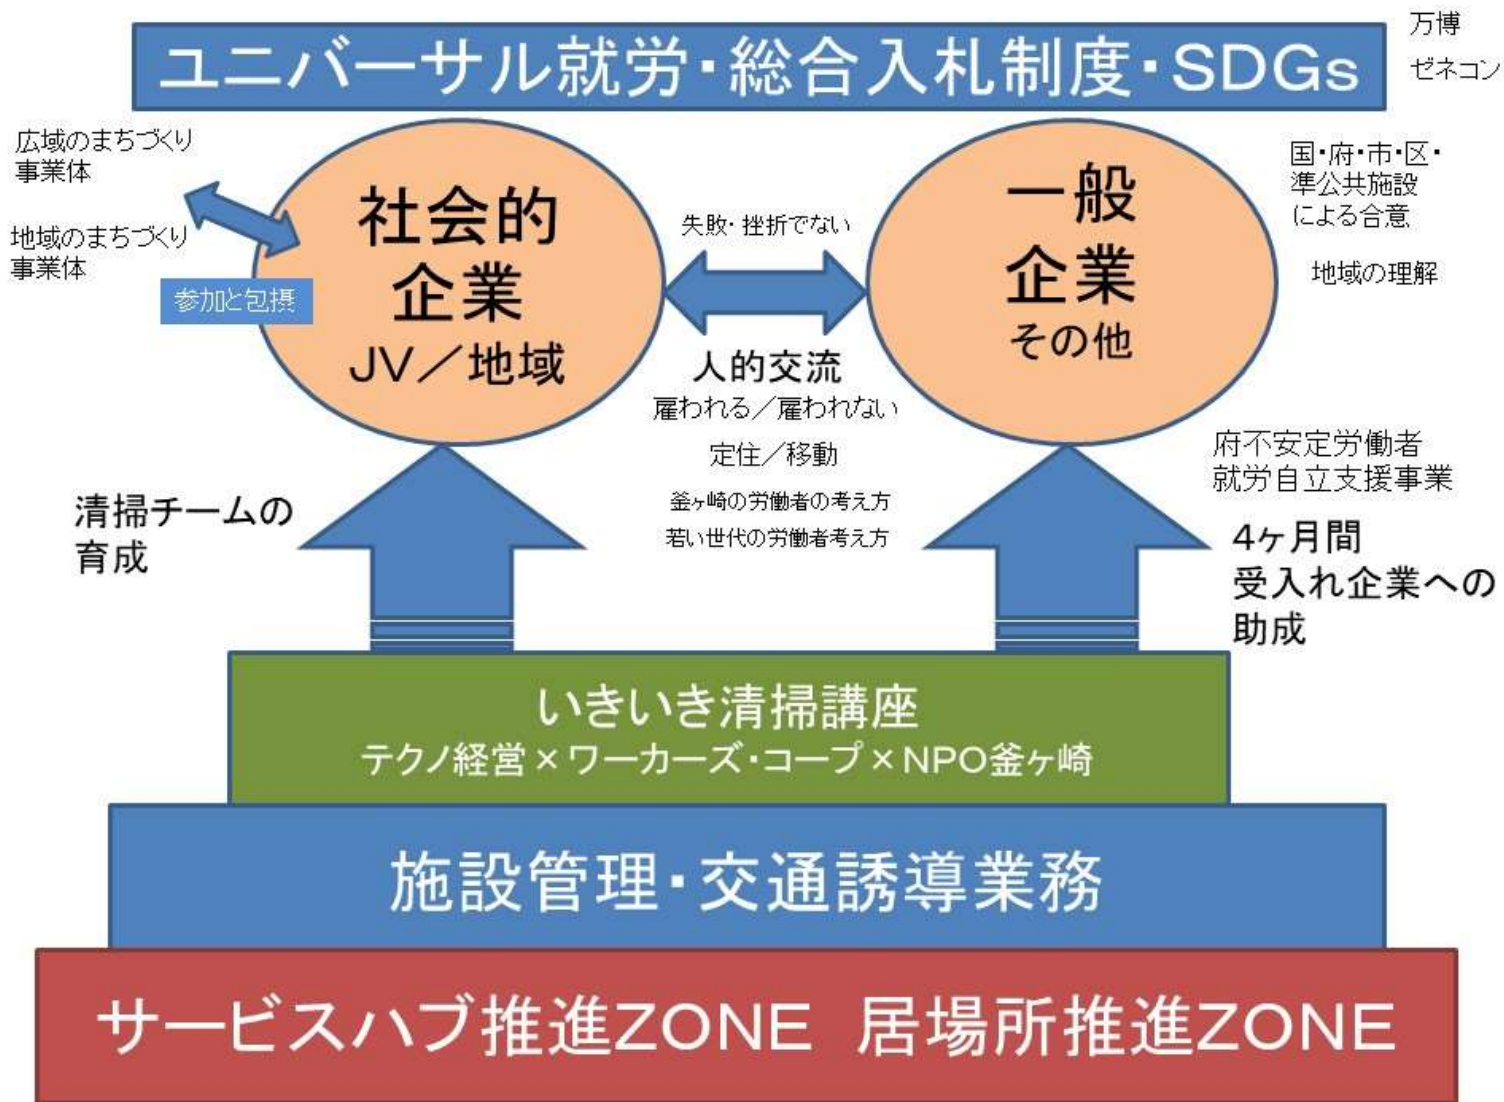 万博
ゼネコン
ユニバーサル就労・総合入札制度・SDGs
広域のまちづくり
事業体
地域のまちづくり
事業体
参加と包摂
社会的
企業
JV／地域
失敗・挫折でない
人的交流
雇われる／雇われない
定住／移動
釜ヶ崎の労働者の考え方
若い世代の労働者考え方
一般
企業
その他
国・府・市・区・
準公共施設
による合意
地域の理解
府不安定労働者
就労自立支援事業
清掃チームの
育成
4ヶ月間
受入れ企業への
助成
いきいき清掃講座
テクノ経営×ワーカーズ・コープ×NPO釜ヶ崎
施設管理・交通誘導業務
サービスハブ推進ZONE 居場所推進ZONE